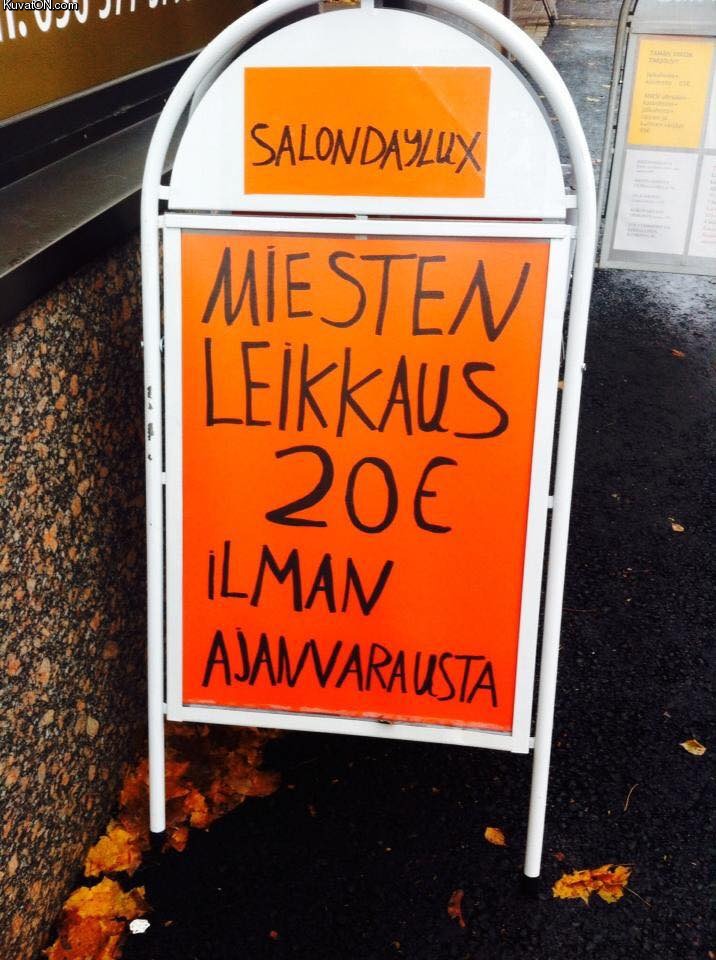 KuvatON.com
SALONDAYLUX
MIESTEN
LEIKKAUS
20€
ILMAN
AJANVARAUSTA